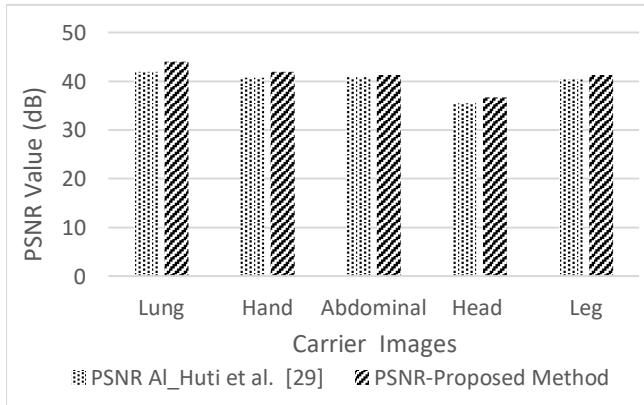 50
40
30
20
10
0
PSNR Value (dB)
Lung Hand Abdominal Head Leg
Carrier Images
PSNR Al_Huti et al. [29] PSNR-Proposed Method